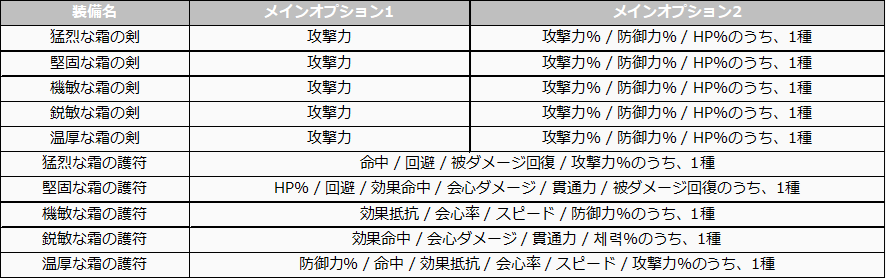 装備名 メインオプション1 メインオプション2
猛烈な霜の剣 攻撃力 攻撃力% / 防御力% / HP%のうち、1種
堅固な霜の剣 攻撃力 攻撃力% / 防御力% / HP%のうち、1種
機敏な霜の剣 攻撃力 攻撃力% / 防御力% / HP%のうち、1種
鋭敏な霜の剣 攻撃力 攻撃力% / 防御力% / HP%のうち、1種
温厚な霜の剣 攻撃力 攻撃力% / 防御力% / HP%のうち、1種
猛烈な霜の護符 命中 / 回避 / 被ダメージ回復 / 攻撃力%のうち、1種
堅固な霜の護符 HP% / 回避 / 効果命中 / 会心ダメージ / 貫通力 / 被ダメージ回復のうち、1種
機敏な霜の護符 効果抵抗 / 会心率 / スピード / 防御力%のうち、1種
鋭敏な霜の護符 効果命中 / 会心ダメージ / 貫通力 / 체력%のうち、1種
温厚な霜の護符 防御力% / 命中 / 効果抵抗 / 会心率 / スピード / 攻撃力%のうち、1種